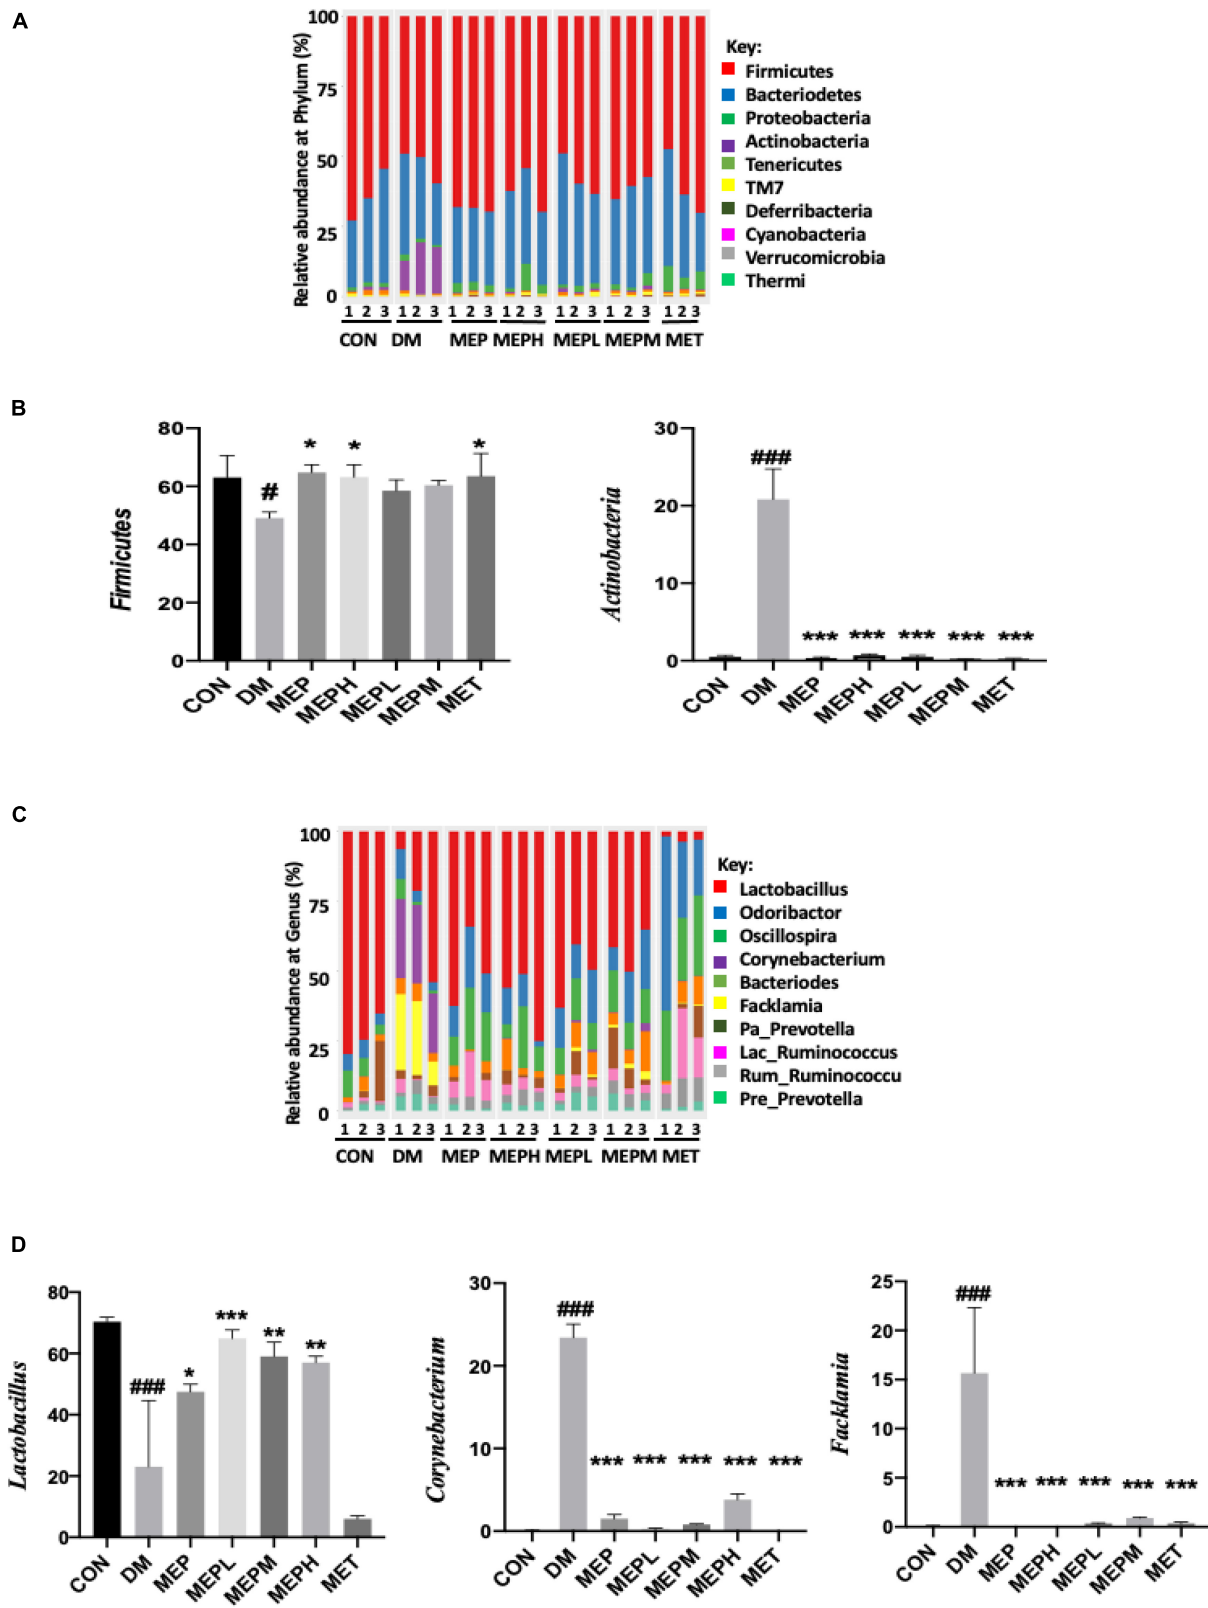 A
Relative abundance at Phylum (%)
100
75
50
25
0
1 2 3 1 2 3 1 2 3 1 2 3 1 2 3 1 2 3 1 2 3
CON DM MEP MEPH MEPL MEPM MET
Key:
Firmicutes
Bacteriodetes
Proteobacteria
Actinobacteria
Tenericutes
TM7
Deferribacteria
Cyanobacteria
Verrucomicrobia
Thermi
B
Firmicutes
80
60
40
20
0
# * * *
CON DM MEP MEPH MEPL MEPM MET
Actinobacteria
30
20
10
0
###
*** *** *** *** ***
CON DM MEP MEPH MEPL MEPM MET
C
Relative abundance at Genus (%)
100
75
50
25
0
1 2 3 1 2 3 1 2 3 1 2 3 1 2 3 1 2 3 1 2 3
CON DM MEP MEPH MEPL MEPM MET
Key:
Lactobacillus
Odoribactor
Oscillospira
Corynebacterium
Bacteriodes
Facklamia
Pa_Prevotella
Lac_Ruminococcus
Rum_Ruminococcu
Pre_Prevotella
D
Lactobacillus
80
60
40
20
0
### * *** ** **
CON DM MEP MEPL MEPM MEPH MET
Corynebacterium
30
20
10
0
###
*** *** *** *** ***
CON DM MEP MEPL MEPM MEPH MET
Facklamia
25
20
15
10
5
0
###
*** *** *** *** ***
CON DM MEP MEPH MEPL MEPM MET